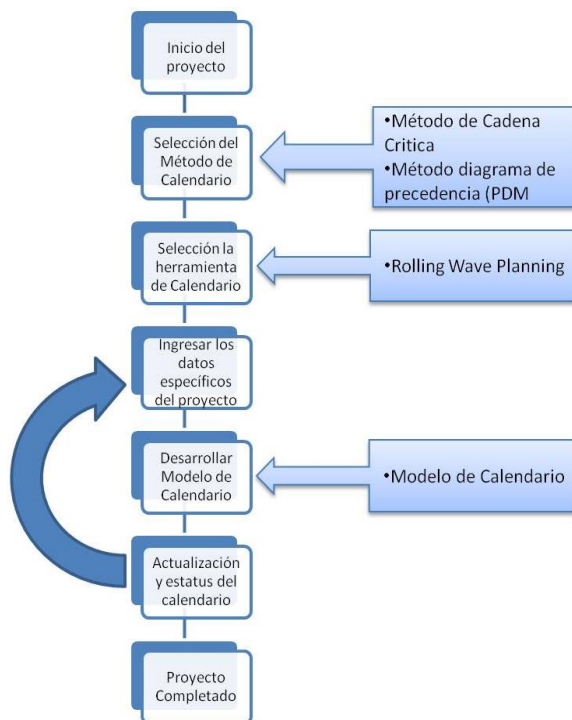 Inicio del
proyecto
Selección del
Método de
Calendario
•Método de Cadena
Critica
•Método diagrama de
precedencia (PDM
Selección la
herramienta
de Calendario
•Rolling Wave Planning
Ingresar los
datos
específicos
del proyecto
Desarrollar
Modelo de
Calendario
•Modelo de Calendario
Actualización
y estatus del
calendario
Proyecto
Completado